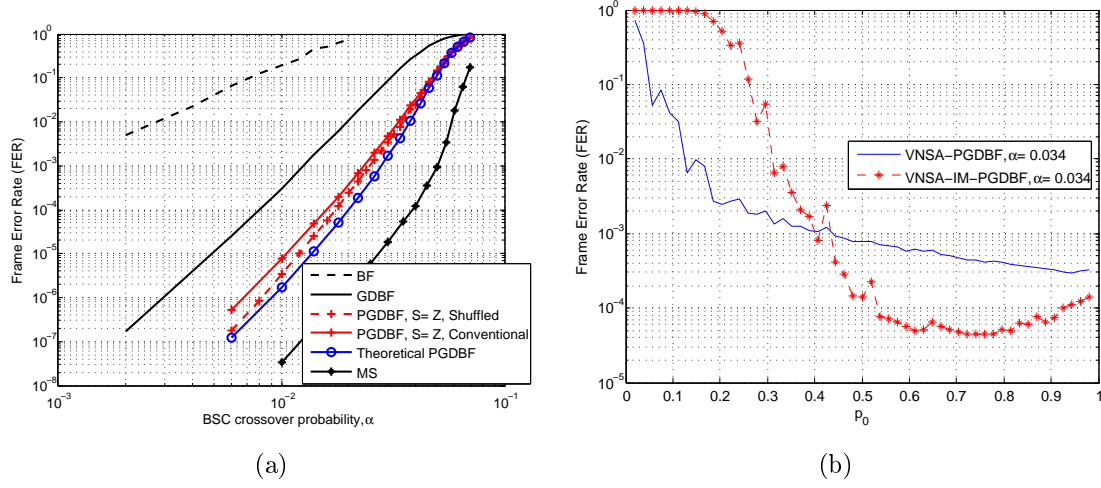 10^0
10^-1
10^-2
10^-3
10^-4
10^-5
10^-6
10^-7
10^-8
Frame Error Rate (FER)
10^-3
10^-2
10^-1
BSC crossover probability,α
BF
GDBF
PGDBF, S= Z, Shuffled
PGDBF, S= Z, Conventional
Theoretical PGDBF
MS
(a)
10^0
10^-1
10^-2
10^-3
10^-4
10^-5
Frame Error Rate (FER)
0 0.1 0.2 0.3 0.4 0.5 0.6 0.7 0.8 0.9 1
p_0
VNSA-PGDBF,α= 0.034
VNSA-IM-PGDBF,α= 0.034
(b)